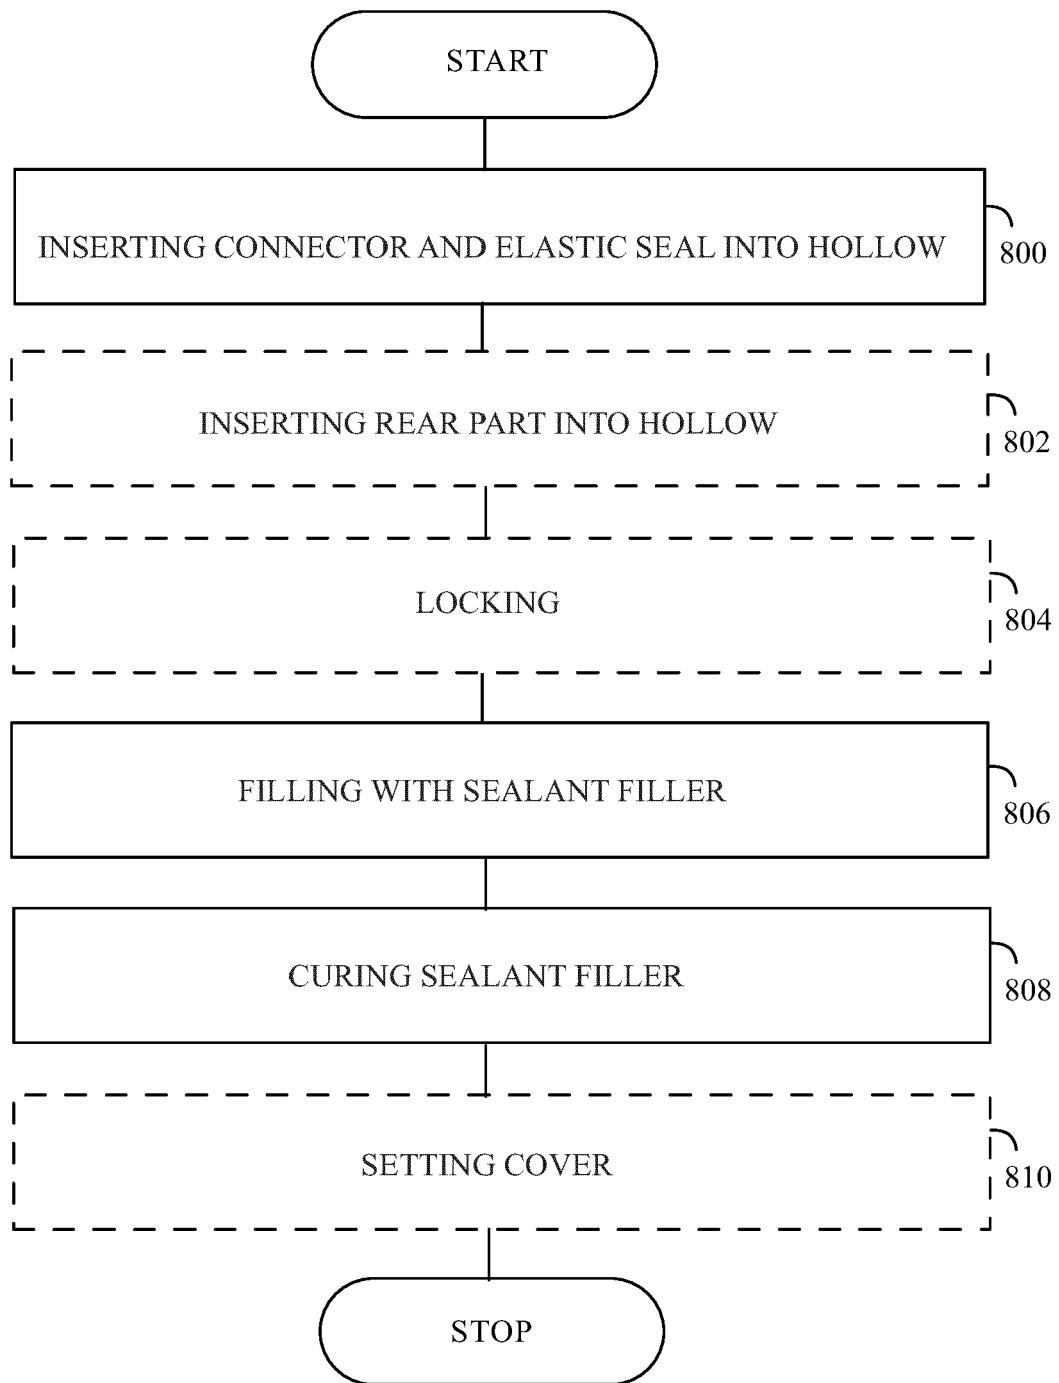 START
INSERTING CONNECTOR AND ELASTIC SEAL INTO HOLLOW
800
INSERTING REAR PART INTO HOLLOW
802
LOCKING
804
FILLING WITH SEALANT FILLER
806
CURING SEALANT FILLER
808
SETTING COVER
810
STOP